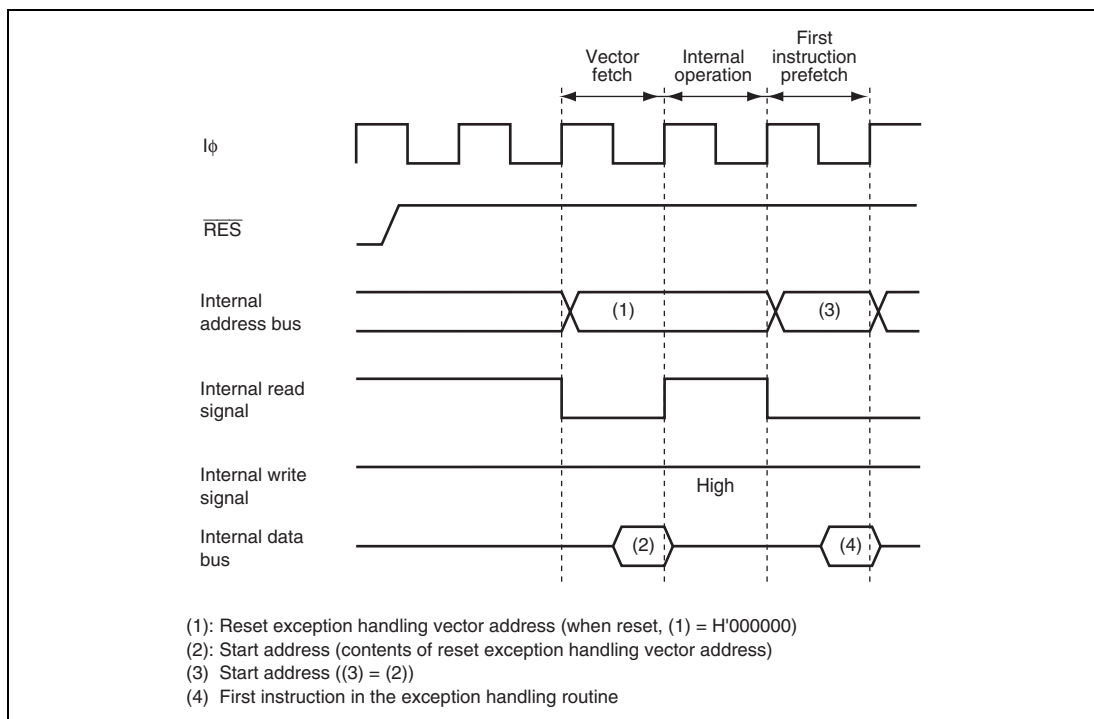 Vector
fetch
Internal
operation
First
instruction
prefetch
Iϕ
RES
Internal
address bus
(1)
(3)
Internal read
signal
Internal write
signal
High
Internal data
bus
(2)
(4)
(1): Reset exception handling vector address (when reset, (1) = H'000000)
(2): Start address (contents of reset exception handling vector address)
(3) Start address ((3) = (2))
(4) First instruction in the exception handling routine